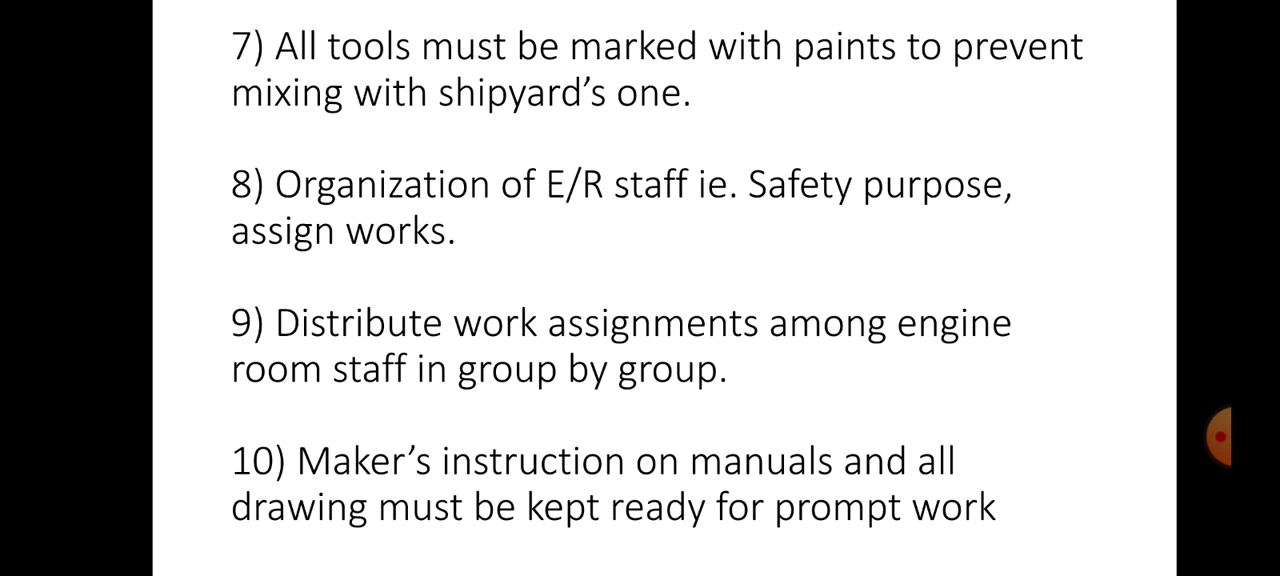 7) All tools must be marked with paints to prevent
mixing with shipyard’s one.
8) Organization of E/R staff ie. Safety purpose,
assign works.
9) Distribute work assignments among engine
room staff in group by group.
10) Maker’s instruction on manuals and all
drawing must be kept ready for prompt work